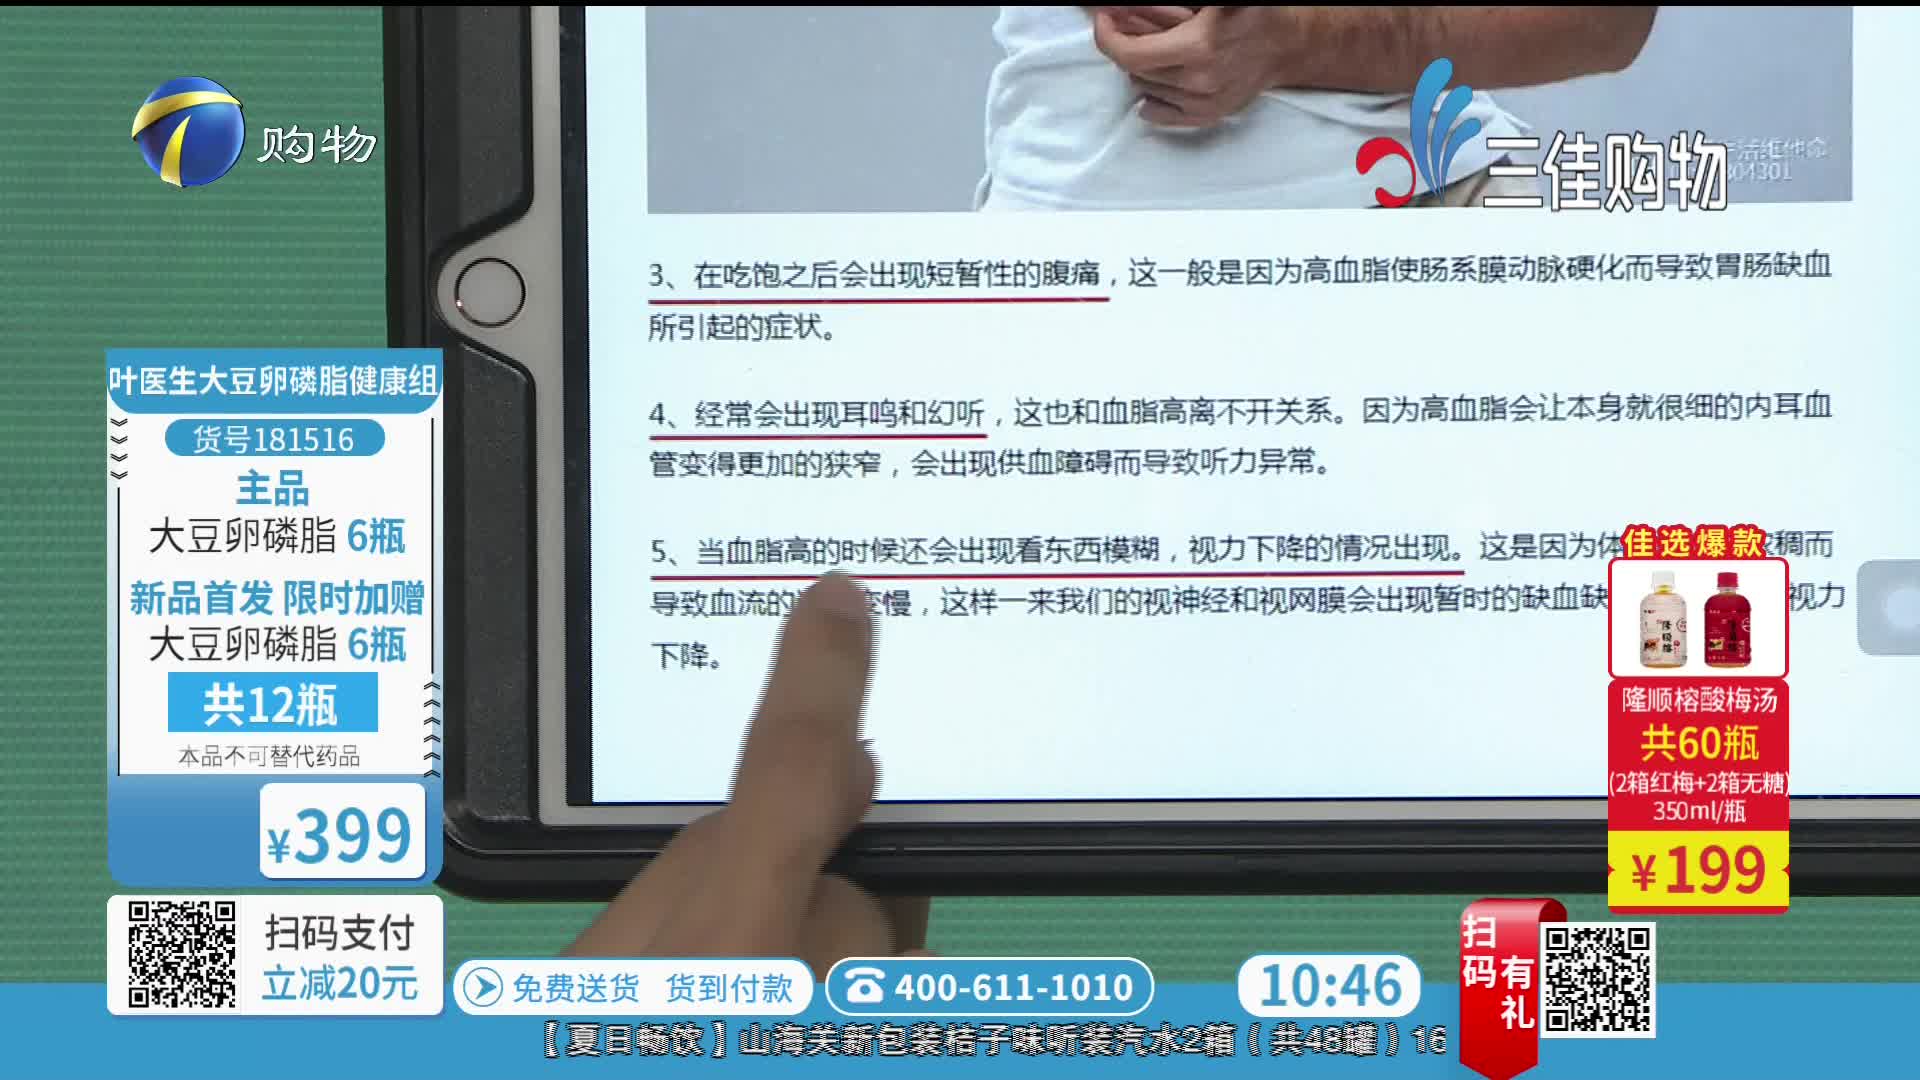 购物
三佳购物
生活维他命
3、在吃饱之后会出现短暂性的腹痛，这一般是因为高血脂使肠系膜动脉硬化而导致胃肠缺血
所引起的症状。
4、经常会出现耳鸣和幻听，这也和血脂高离不开关系。因为高血脂会让本身就很细的内耳血
管变得更加的狭窄，会出现供血障碍而导致听力异常。
5、当血脂高的时候还会出现看东西模糊，视力下降的情况出现。这是因为体
稠而
导致血流的
变慢，这样一来我们的视神经和视网膜会出现暂时的缺血缺
视力
下降。
叶医生大豆卵磷脂健康组
货号181516
主品
大豆卵磷脂 6瓶
新品首发 限时加赠
大豆卵磷脂 6瓶
共12瓶
本品不可替代药品
¥399
扫码支付
立减20元
佳选爆款
隆顺榕酸梅汤
共60瓶
(2箱红梅+2箱无糖)
350ml/瓶
¥199
扫码有礼
免费送货 货到付款
400-611-1010
10:46
【夏日畅饮】山海关新包装桔子味听装汽水2箱（共48罐）16